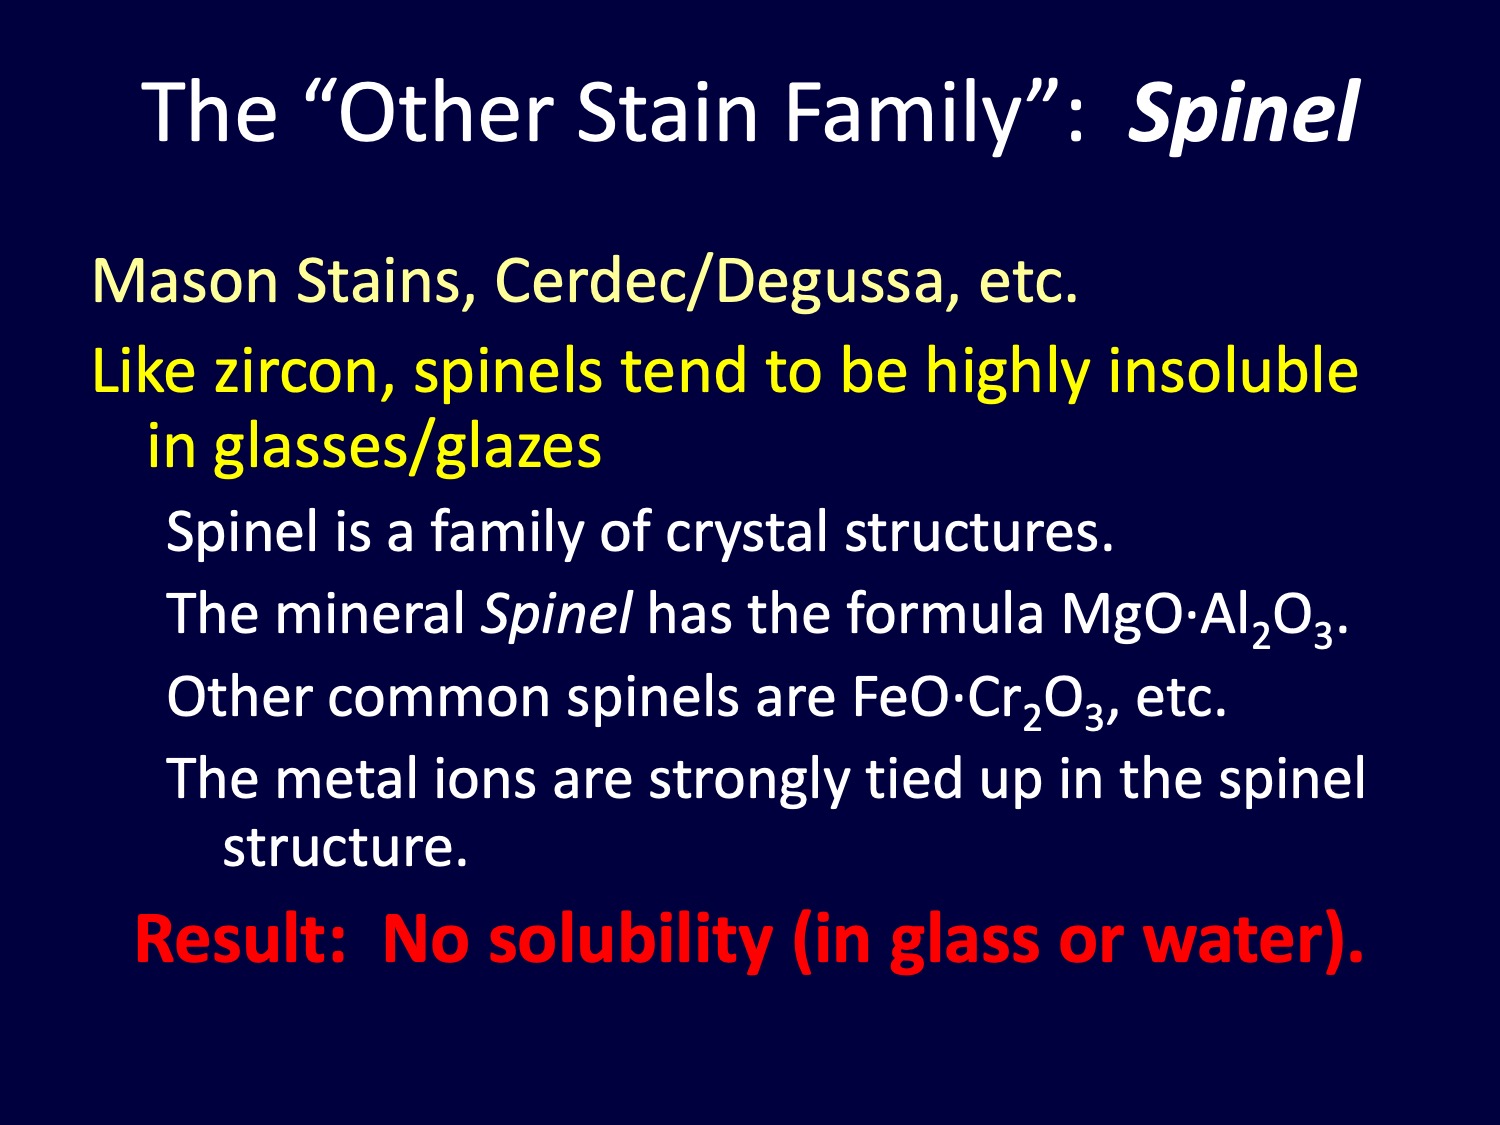 The “Other Stain Family”: Spinel
Mason Stains, Cerdec/Degussa, etc.
Like zircon, spinels tend to be highly insoluble
in glasses/glazes
Spinel is a family of crystal structures.
The mineral Spinel has the formula MgO·Al₂O₃.
Other common spinels are FeO·Cr₂O₃, etc.
The metal ions are strongly tied up in the spinel
structure.
Result: No solubility (in glass or water).